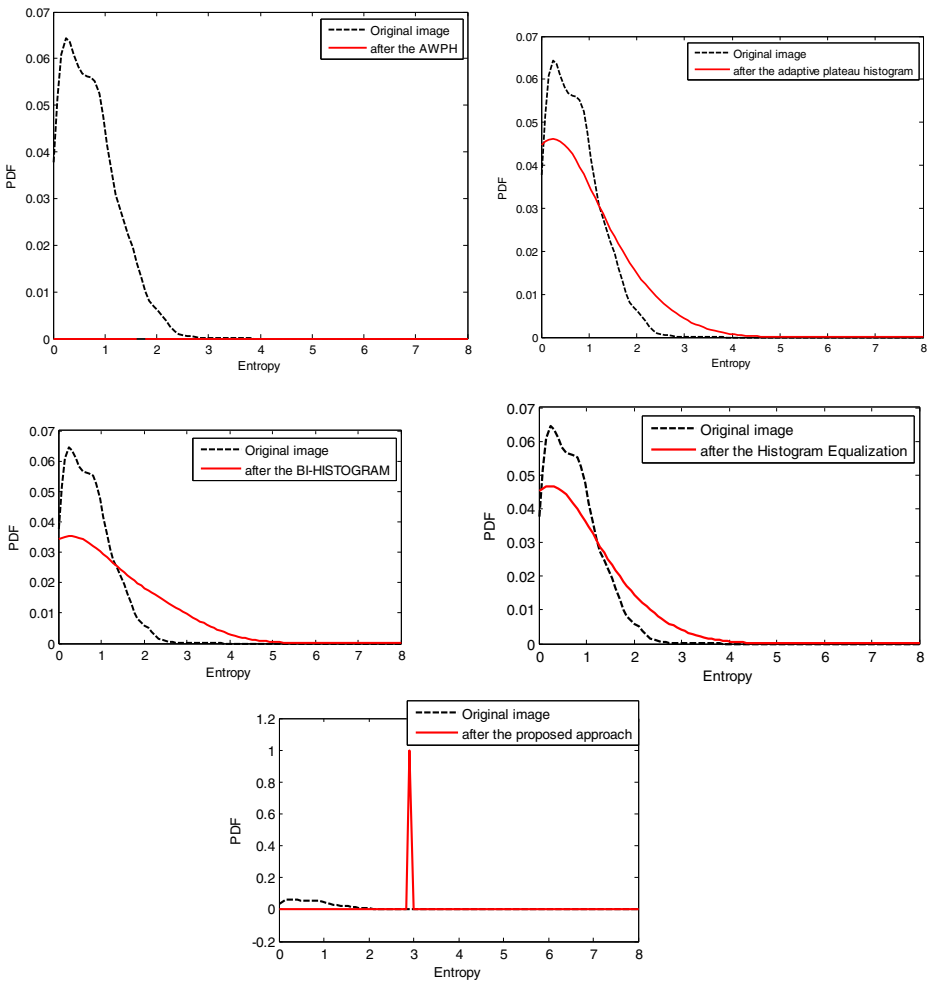 0.07
0.06
0.05
0.04
0.03
0.02
0.01
0
PDF
Original image
after the AWPH
0 1 2 3 4 5 6 7 8
Entropy
0.07
0.06
0.05
0.04
0.03
0.02
0.01
0
PDF
Original image
after the adaptive plateau histogram
0 1 2 3 4 5 6 7 8
Entropy
0.07
0.06
0.05
0.04
0.03
0.02
0.01
0
PDF
Original image
after the BI-HISTOGRAM
0 1 2 3 4 5 6 7 8
Entropy
0.07
0.06
0.05
0.04
0.03
0.02
0.01
0
PDF
Original image
after the Histogram Equalization
0 1 2 3 4 5 6 7 8
Entropy
1.2
1
0.8
0.6
0.4
0.2
0
-0.2
PDF
Original image
after the proposed approach
0 1 2 3 4 5 6 7 8
Entropy